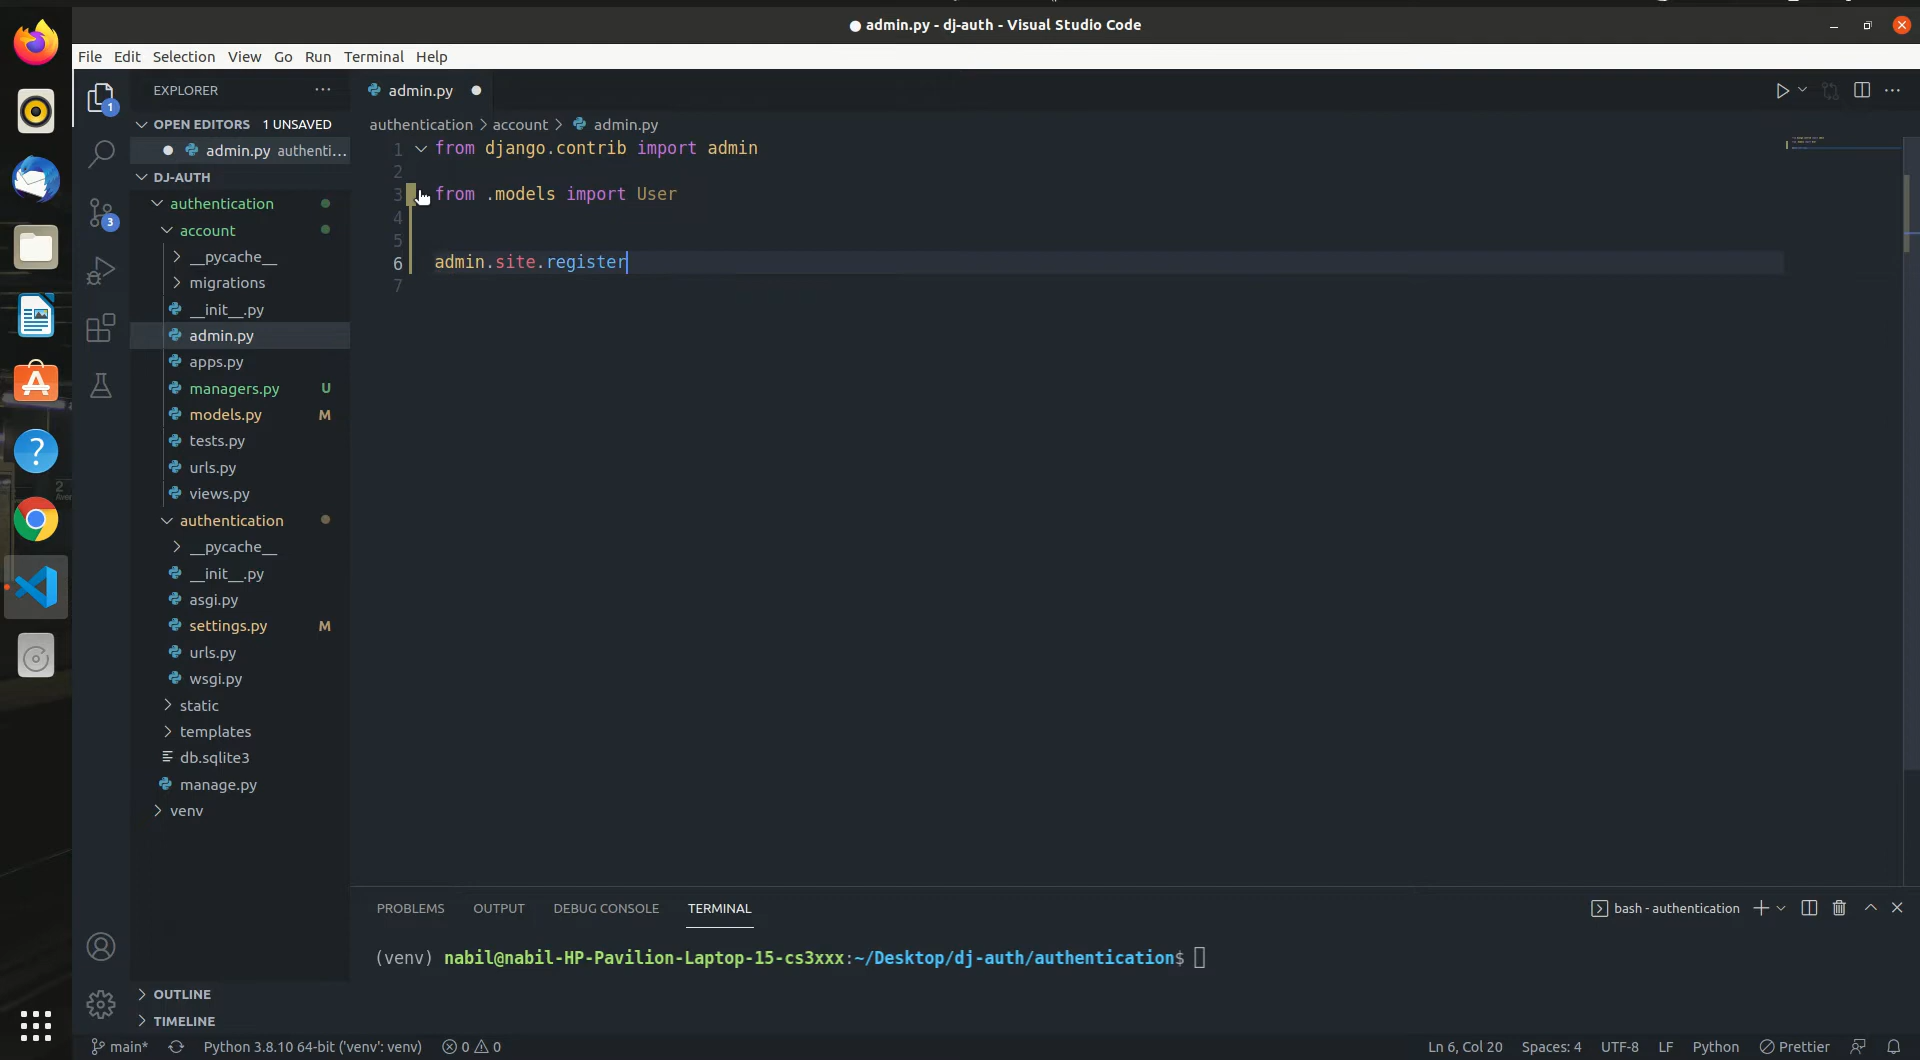 ● admin.py - dj-auth - Visual Studio Code
File Edit Selection View Go Run Terminal Help
EXPLORER
1
OPEN EDITORS 1 UNSAVED
● admin.py authenti...
DJ-AUTH
authentication
account
__pycache__
migrations
__init__.py
admin.py
apps.py
managers.py U
models.py M
tests.py
urls.py
views.py
authentication
__pycache__
__init__.py
asgi.py
settings.py M
urls.py
wsgi.py
static
templates
db.sqlite3
manage.py
venv
OUTLINE
TIMELINE
3
admin.py ●
authentication > account > admin.py
1 from django.contrib import admin
2
3 from .models import User
4
5
6 admin.site.register
7
PROBLEMS OUTPUT DEBUG CONSOLE TERMINAL
bash - authentication
(venv) nabil@nabil-HP-Pavilion-Laptop-15-cs3xxx:~/Desktop/dj-auth/authentication$
main* Python 3.8.10 64-bit ('venv': venv) 0 0 Ln 6, Col 20 Spaces: 4 UTF-8 LF Python Prettier